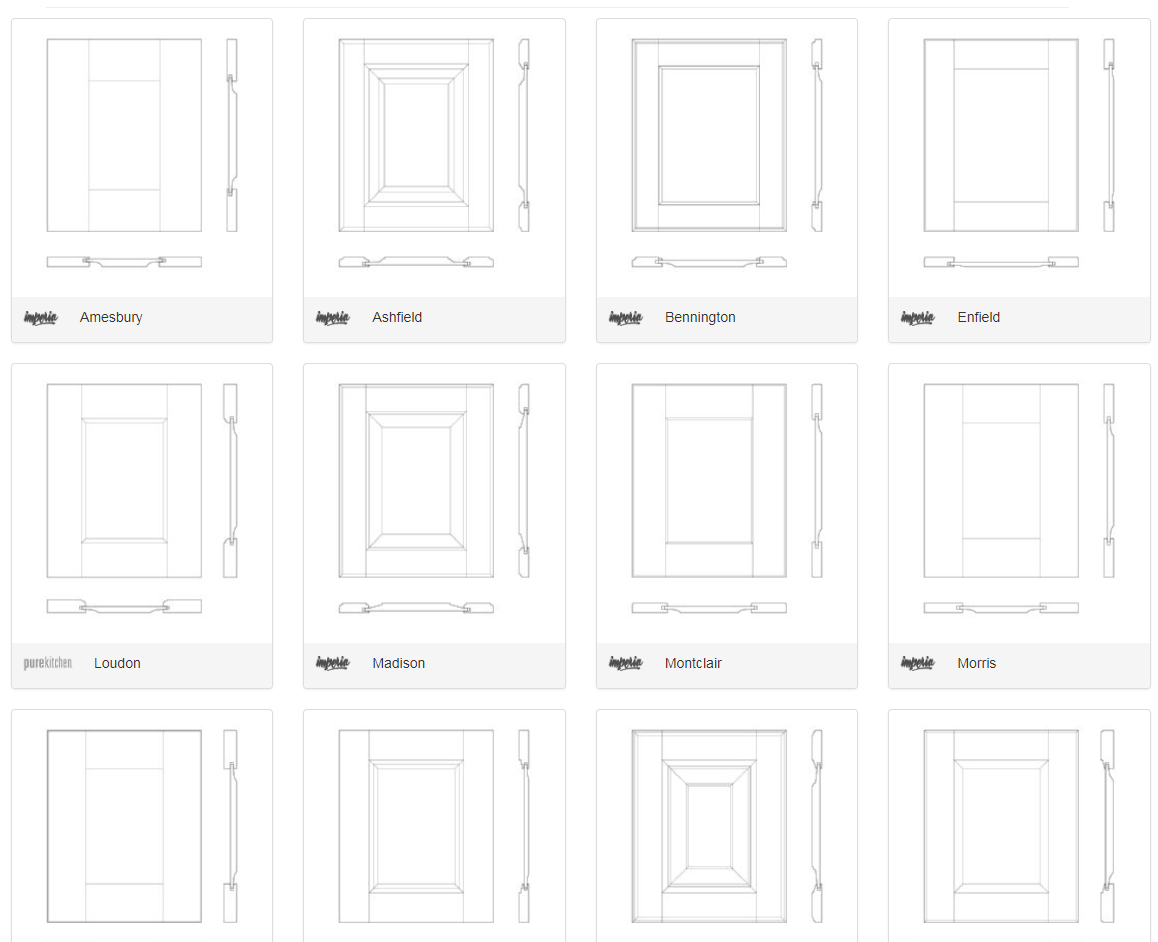 imperia Amesbury
imperia Ashfield
imperia Bennington
imperia Enfield
purekitchen Loudon
imperia Madison
imperia Montclair
imperia Morris